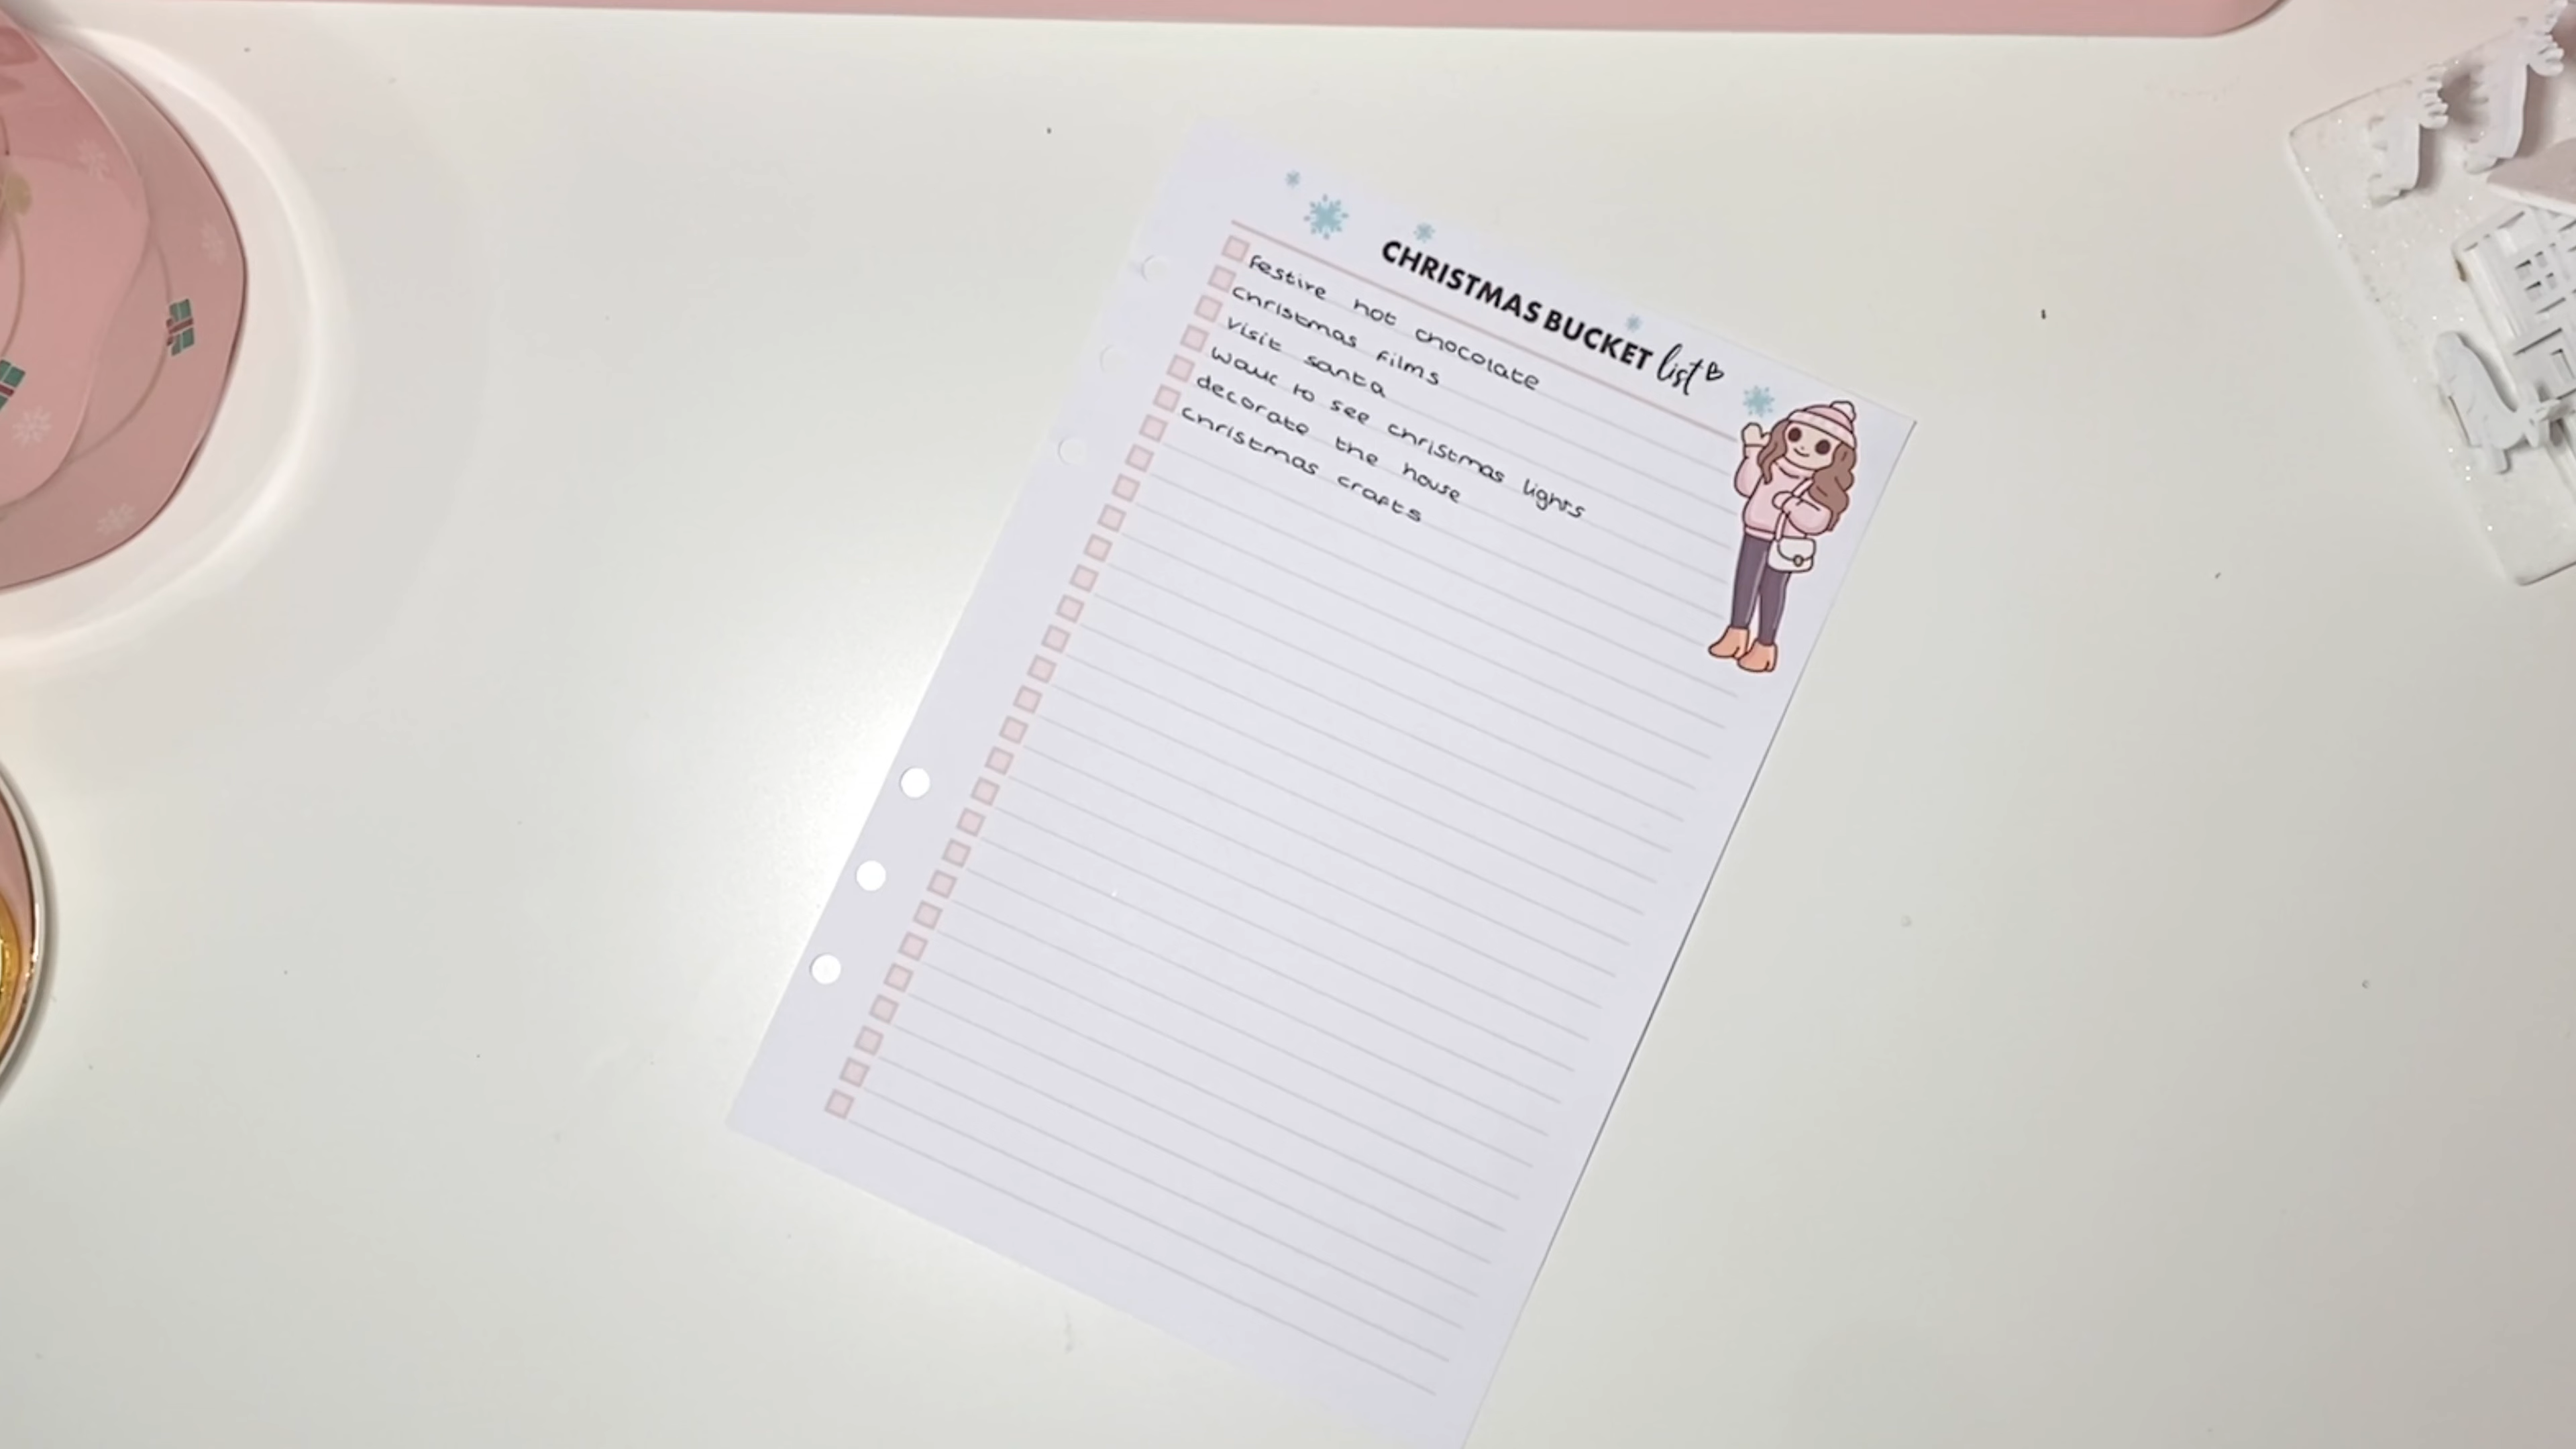 CHRISTMAS BUCKET list
festive hot chocolate
christmas films
visit santa
walk to see christmas lights
decorate the house
christmas crafts